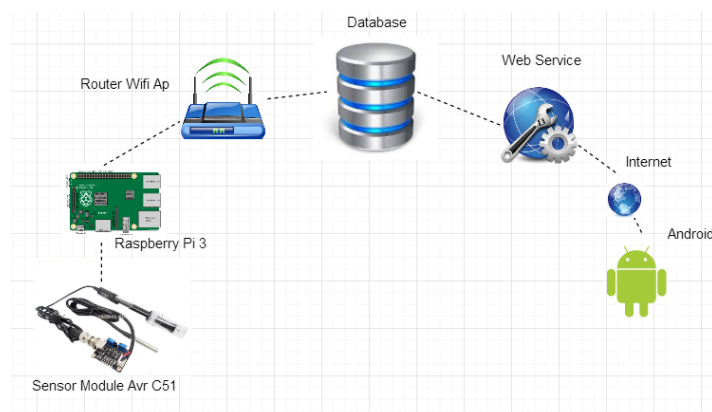 Database
Web Service
Router Wifi Ap
Internet
Android
Raspberry Pi 3
Sensor Module Avr C51